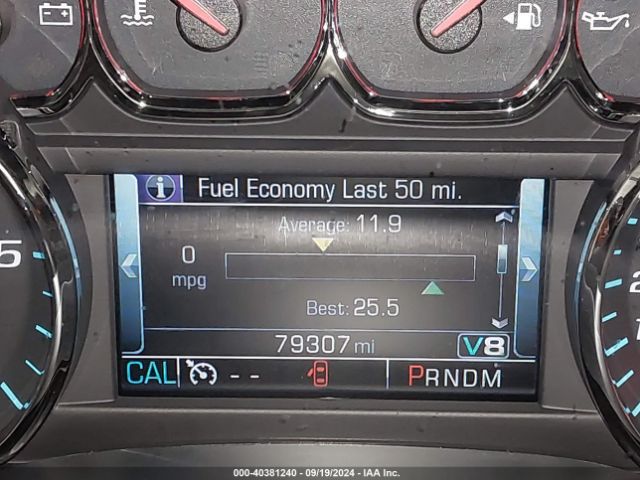 Fuel Economy Last 50 mi.
Average: 11.9
0
mpg
Best: 25.5
79307 mi
V8
CAL
- -
PRNDM
5
000-40381240 - 09/19/2024 - IAA Inc.